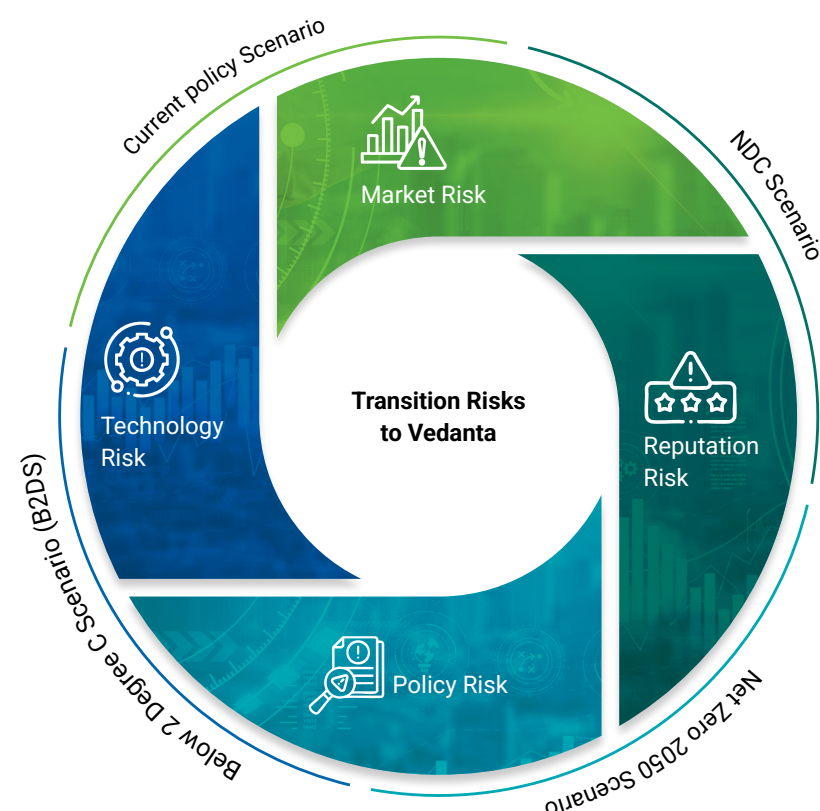 Current policy Scenario
NDC Scenario
Market Risk
Transition Risks
to Vedanta
Technology
Risk
Reputation
Risk
Policy Risk
Below 2 Degree C Scenario (B2DS)
Net Zero 2050 Scenario